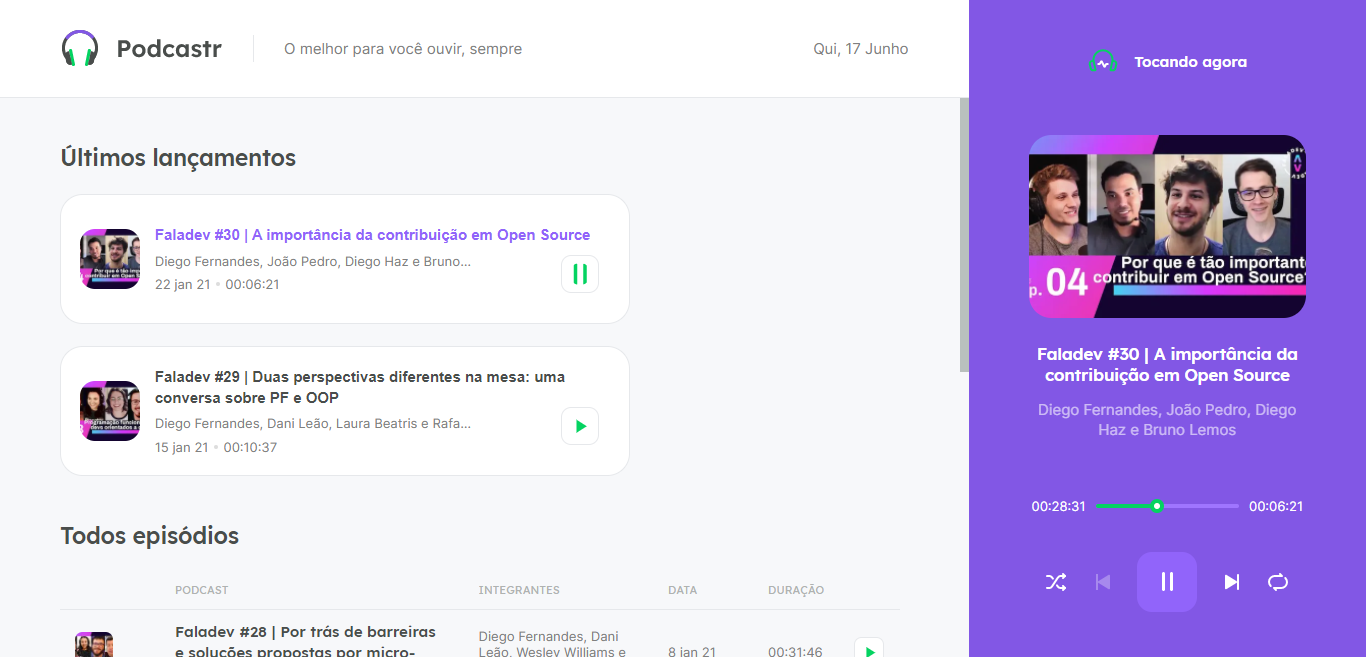 Podcastr
O melhor para você ouvir, sempre
Qui, 17 Junho
Últimos lançamentos
Faladev #30 | A importância da contribuição em Open Source
Diego Fernandes, João Pedro, Diego Haz e Bruno...
22 jan 21 • 00:06:21
Faladev #29 | Duas perspectivas diferentes na mesa: uma
conversa sobre PF e OOP
Diego Fernandes, Dani Leão, Laura Beatris e Rafa...
15 jan 21 • 00:10:37
Todos episódios
PODCAST
INTEGRANTES
DATA
DURAÇÃO
Faladev #28 | Por trás de barreiras
e soluções propostas por micro-
Diego Fernandes, Dani
Leão, Wesley Williams e
8 jan 21
00:31:46
Tocando agora
Por que é tão important
contribuir em Open Source?
p. 04
Faladev #30 | A importância da
contribuição em Open Source
Diego Fernandes, João Pedro, Diego
Haz e Bruno Lemos
00:28:31
00:06:21